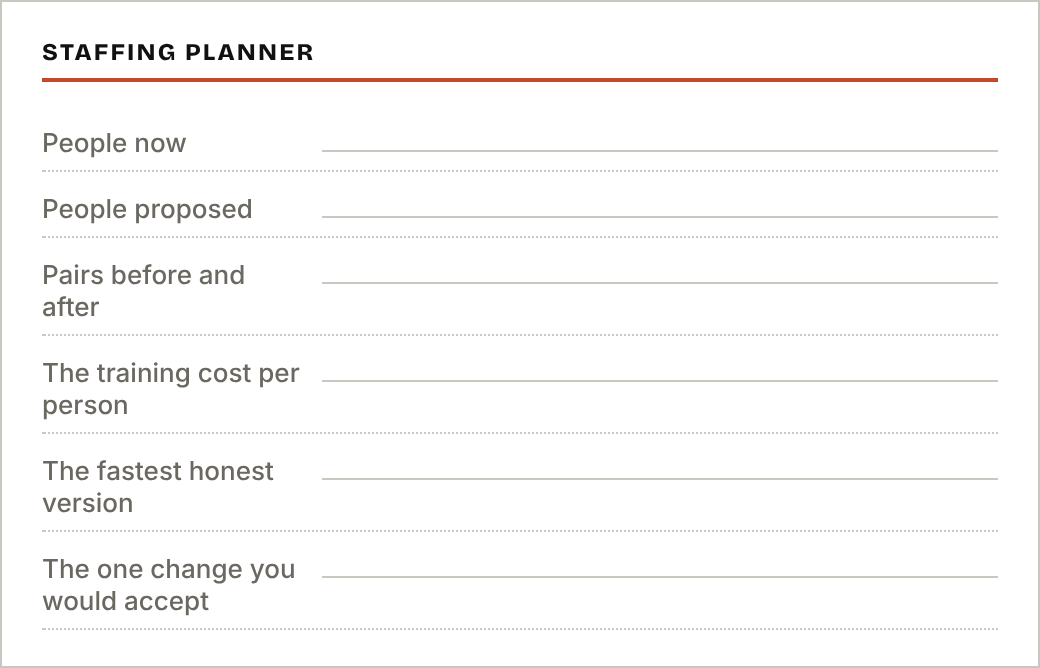 STAFFING PLANNER
People now
People proposed
Pairs before and
after
The training cost per
person
The fastest honest
version
The one change you
would accept